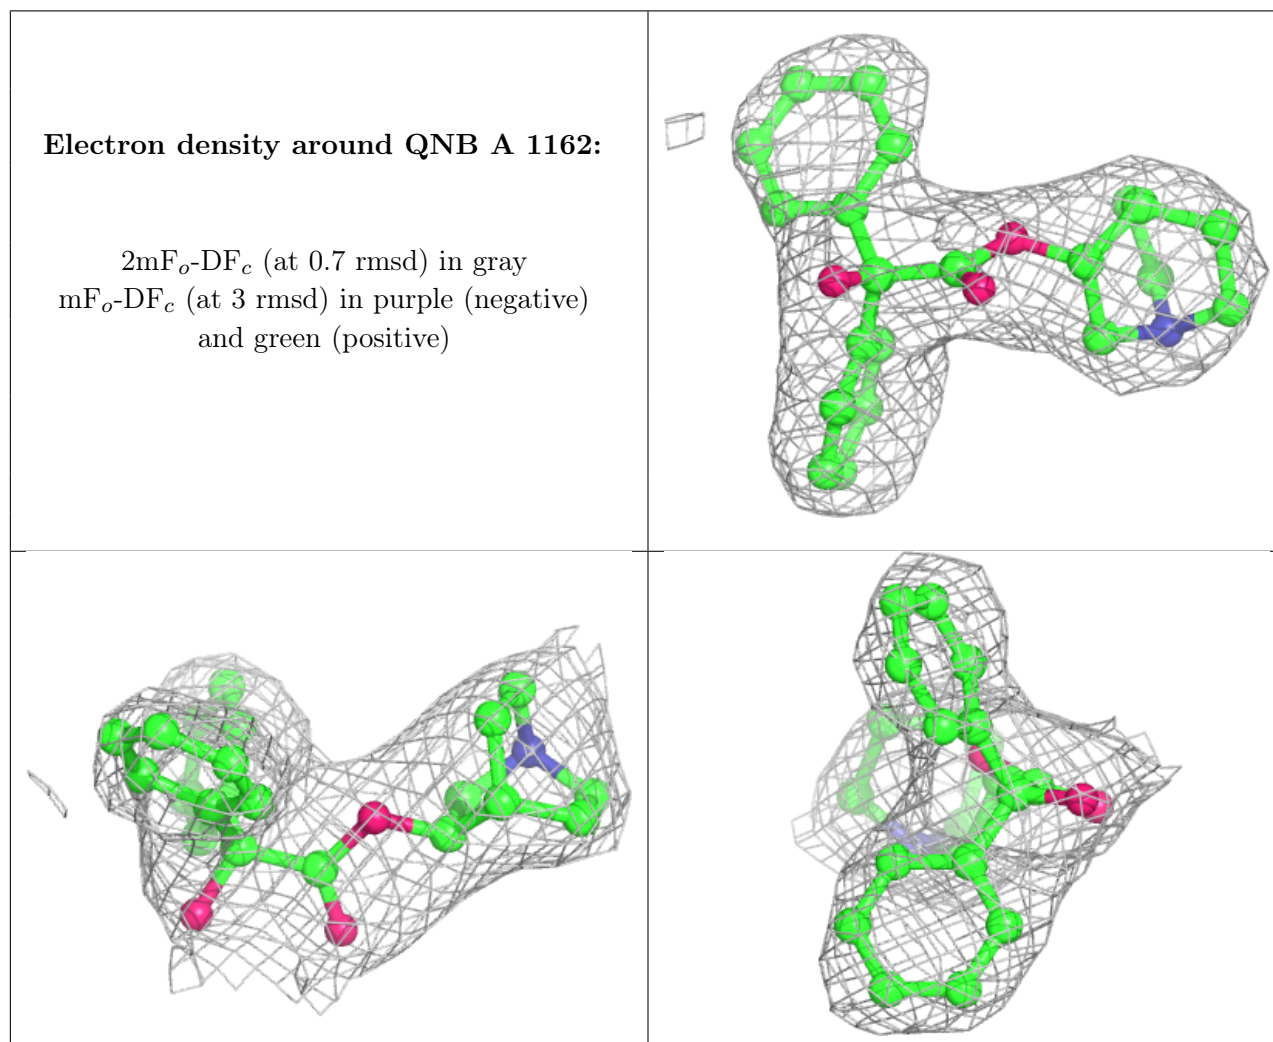 Electron density around QNB A 1162:
2mFo-DFc (at 0.7 rmsd) in gray
mFo-DFc (at 3 rmsd) in purple (negative)
and green (positive)